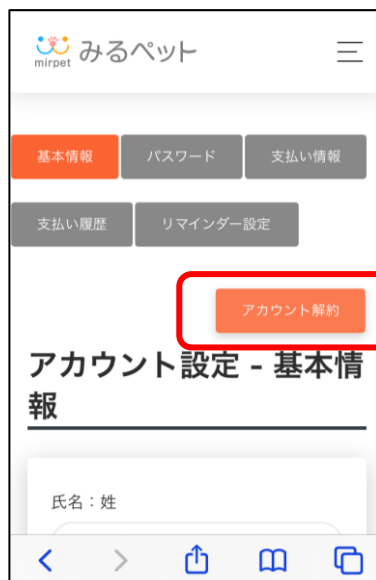 mirpet みるペット
基本情報 パスワード 支払い情報
支払い履歴 リマインダー設定
アカウント解約
アカウント設定 - 基本情
報
氏名：姓